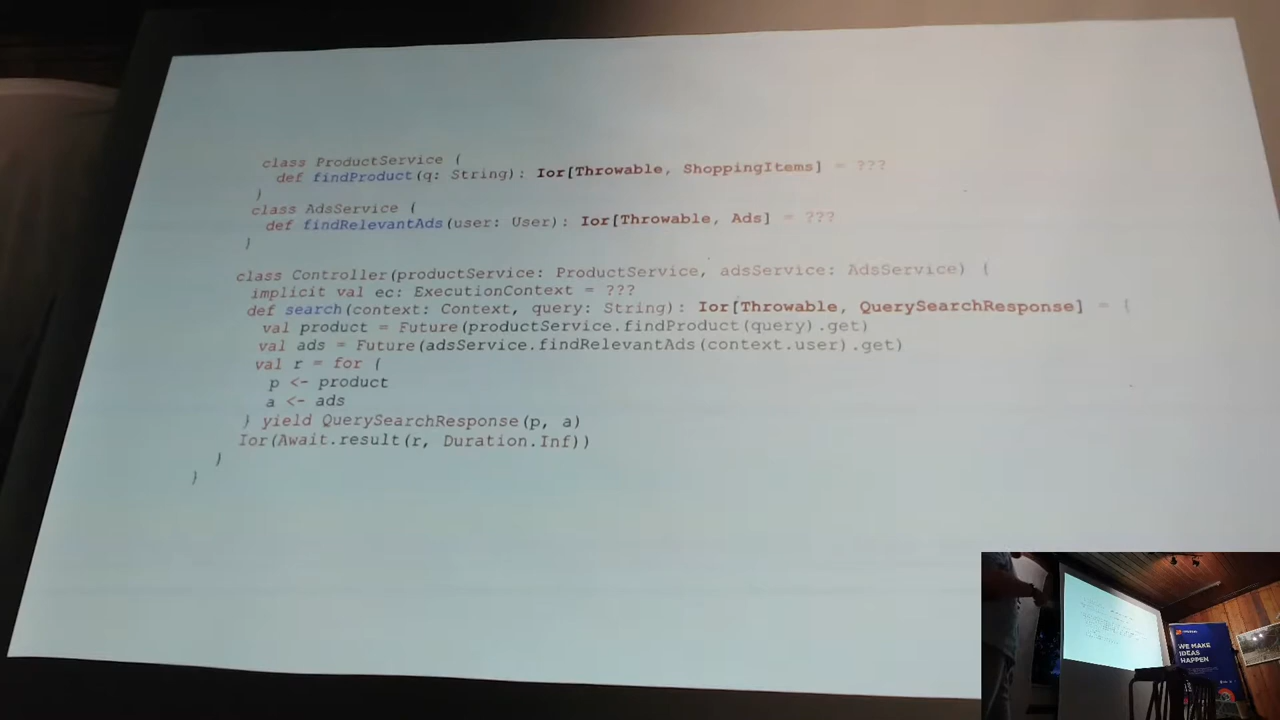 class ProductService {
def findProduct(q: String): Ior[Throwable, ShoppingItems] = ???
}
class AdsService {
def findRelevantAds(user: User): Ior[Throwable, Ads] = ???
}
class Controller(productService: ProductService, adsService: AdsService) {
implicit val ec: ExecutionContext = ???
def search(context: Context, query: String): Ior[Throwable, QuerySearchResponse] = {
val product = Future(productService.findProduct(query).get)
val ads = Future(adsService.findRelevantAds(context.user).get)
val r = for {
p <- product
a <- ads
} yield QuerySearchResponse(p, a)
Ior(Await.result(r, Duration.Inf))
}
}
WE MAKE
IDEAS
HAPPEN